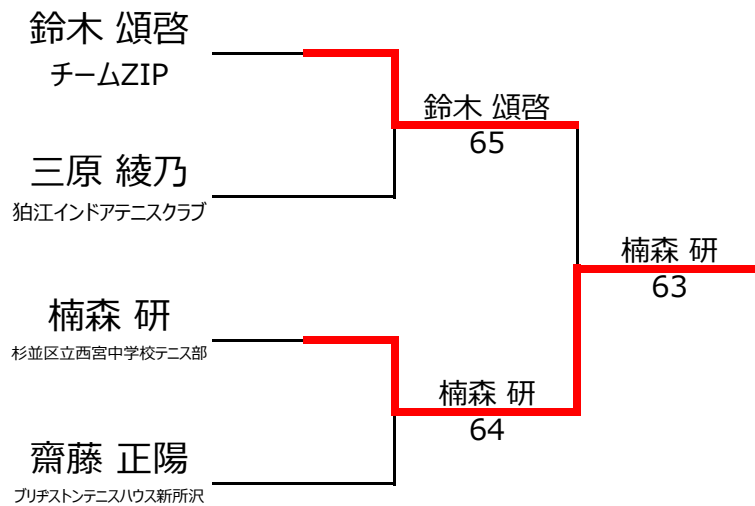 鈴木 頌啓
チームZIP
三原 綾乃
狛江インドアテニスクラブ
楠森 研
杉並区立西宮中学校テニス部
齋藤 正陽
ブリヂストンテニスハウス新所沢
鈴木 頌啓
65
楠森 研
64
楠森 研
63